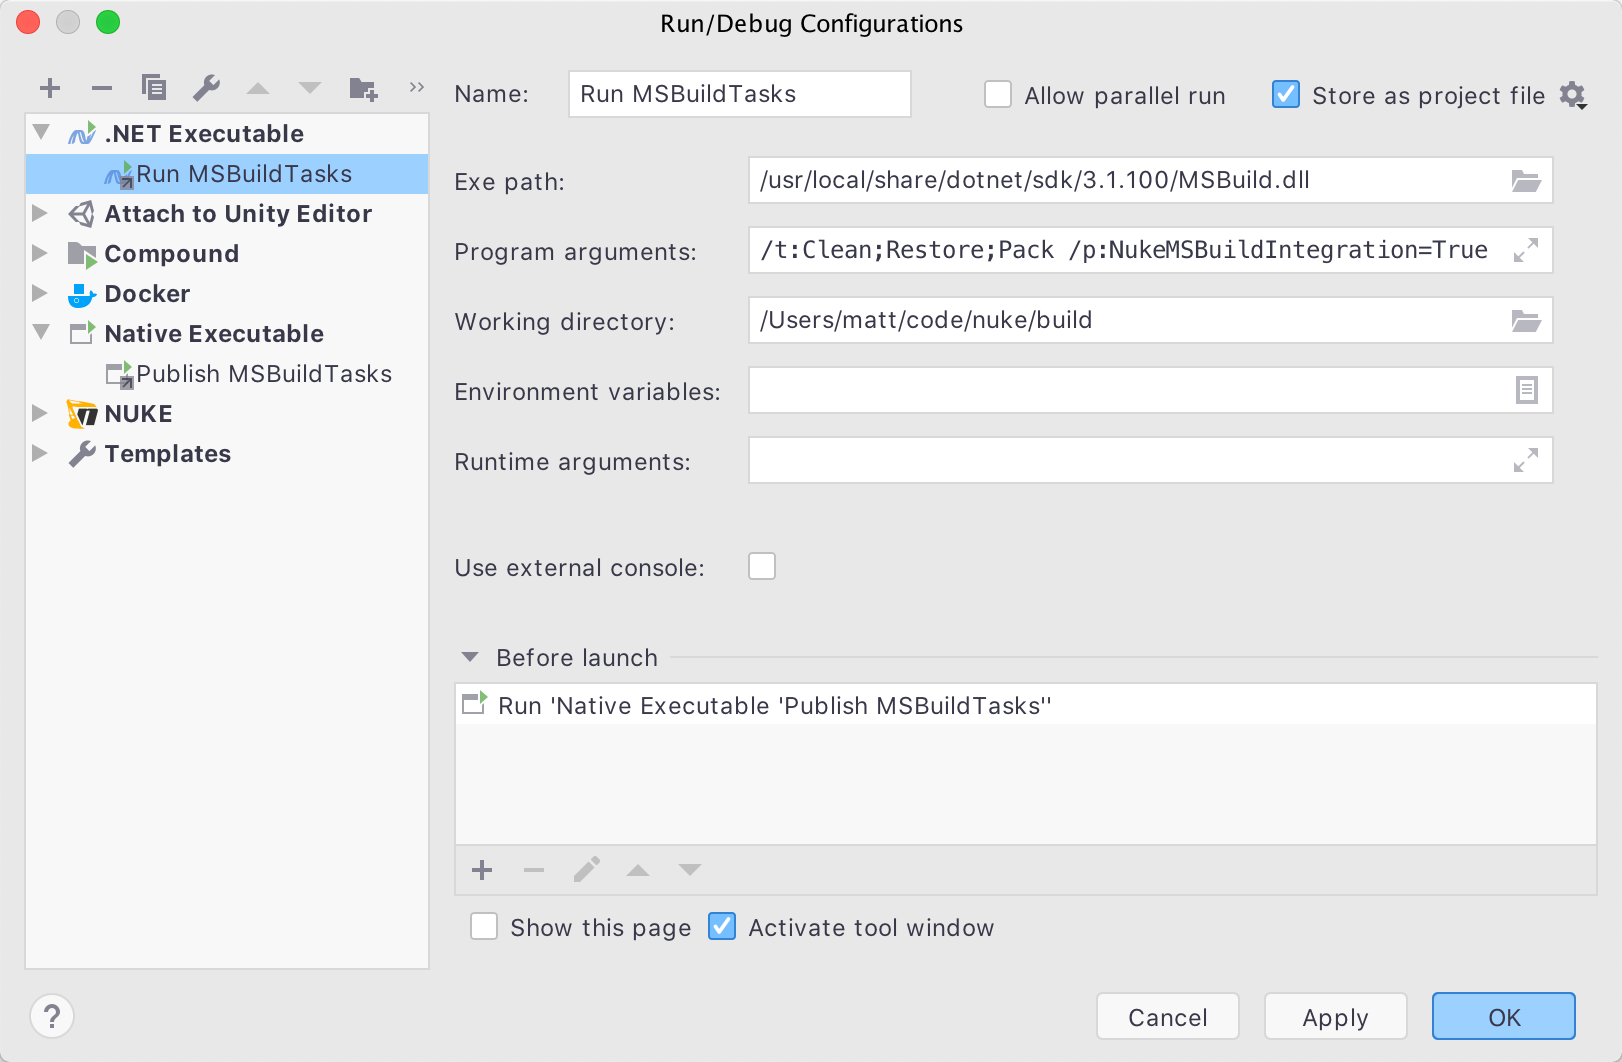 Run/Debug Configurations
Name: Run MSBuildTasks Allow parallel run Store as project file
.NET Executable
Run MSBuildTasks
Attach to Unity Editor
Compound
Docker
Native Executable
Publish MSBuildTasks
NUKE
Templates
Exe path: /usr/local/share/dotnet/sdk/3.1.100/MSBuild.dll
Program arguments: /t:Clean;Restore;Pack /p:NukeMSBuildIntegration=True
Working directory: /Users/matt/code/nuke/build
Environment variables:
Runtime arguments:
Use external console:
Before launch
Run 'Native Executable 'Publish MSBuildTasks''
Show this page Activate tool window
? Cancel Apply OK